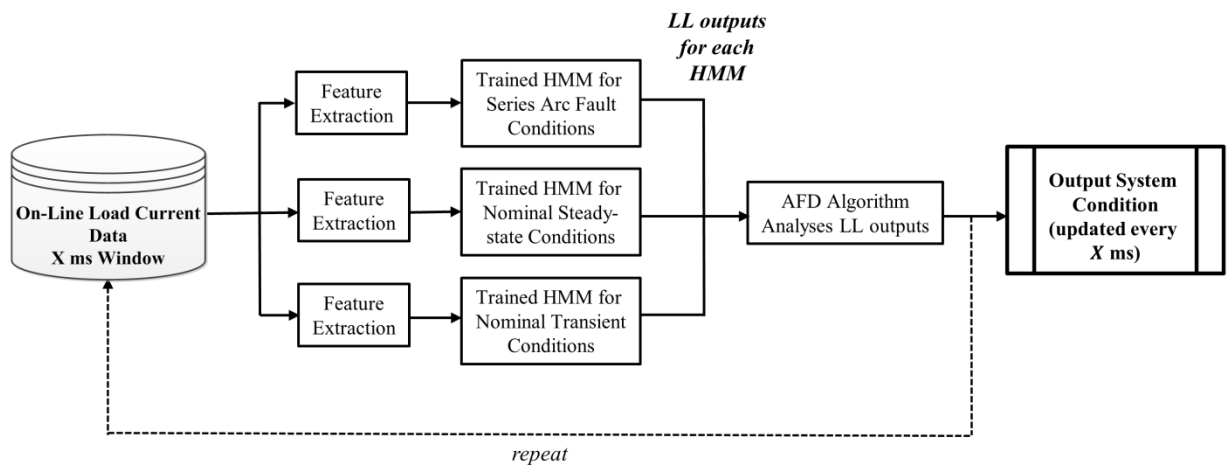 LL outputs
for each
HMM
Feature
Extraction
Trained HMM for
Series Arc Fault
Conditions
On-Line Load Current
Data
X ms Window
Feature
Extraction
Trained HMM for
Nominal Steady-
state Conditions
AFD Algorithm
Analyses LL outputs
Output System
Condition
(updated every
X ms)
Feature
Extraction
Trained HMM for
Nominal Transient
Conditions
repeat